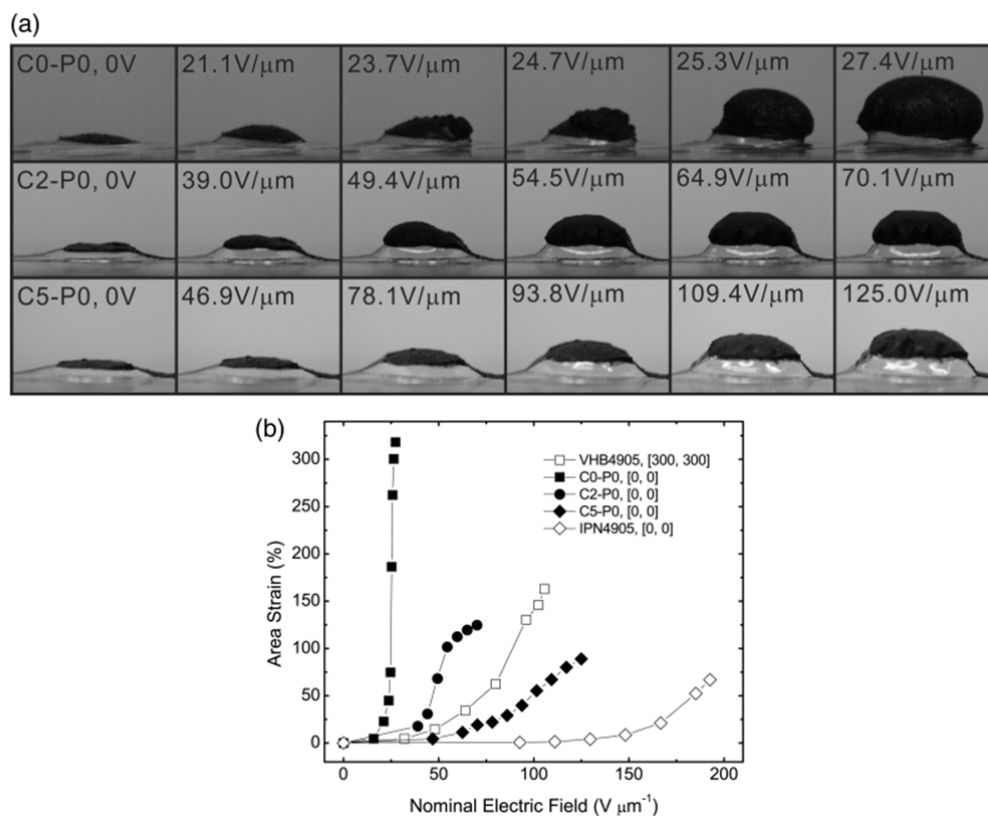 (a)
C0-P0, 0V 21.1V/μm 23.7V/μm 24.7V/μm 25.3V/μm 27.4V/μm
C2-P0, 0V 39.0V/μm 49.4V/μm 54.5V/μm 64.9V/μm 70.1V/μm
C5-P0, 0V 46.9V/μm 78.1V/μm 93.8V/μm 109.4V/μm 125.0V/μm
(b)
300
250
200
150
100
50
0
Area Strain (%)
VHB4905, [300, 300]
C0-P0, [0, 0]
C2-P0, [0, 0]
C5-P0, [0, 0]
IPN4905, [0, 0]
0 50 100 150 200
Nominal Electric Field (V μm⁻¹)